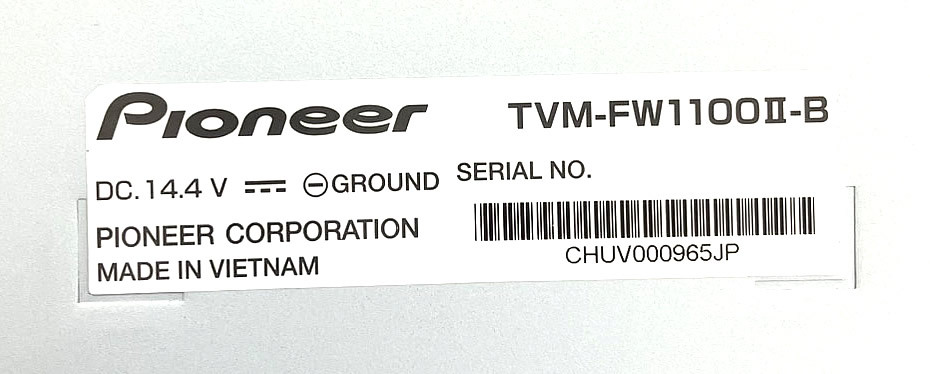 Pioneer TVM-FW1100Ⅱ-B
DC.14.4 V ⎓ ⊖GROUND SERIAL NO.
PIONEER CORPORATION
CHUV000965JP
MADE IN VIETNAM